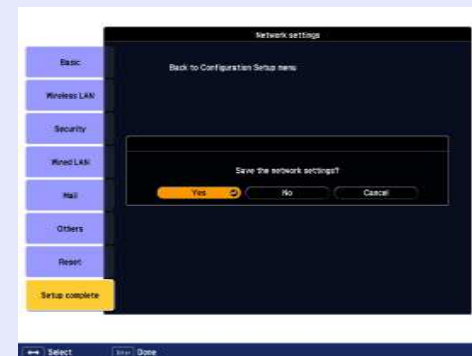 Network settings
Basic
Back to Configuration Setup menu
Wireless LAN
Security
Wired LAN
Save the network settings?
Yes No Cancel
Mail
Others
Reset
Setup complete
Select Enter Done